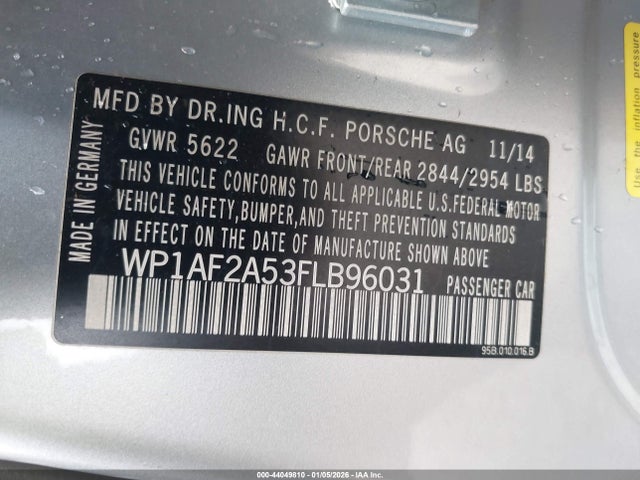 MFD BY DR.ING H.C.F. PORSCHE AG 11/14
GVWR 5622 GAWR FRONT/REAR 2844/2954 LBS
THIS VEHICLE CONFORMS TO ALL APPLICABLE U.S.FEDERAL MOTOR
VEHICLE SAFETY,BUMPER,AND THEFT PREVENTION STANDARDS
IN EFFECT ON THE DATE OF MANUFACTURE SHOWN ABOVE
WP1AF2A53FLB96031 PASSENGER CAR
95B.010.016.B
MADE IN GERMANY
inflation pressure
000-44049810 - 01/05/2026 - IAA Inc.